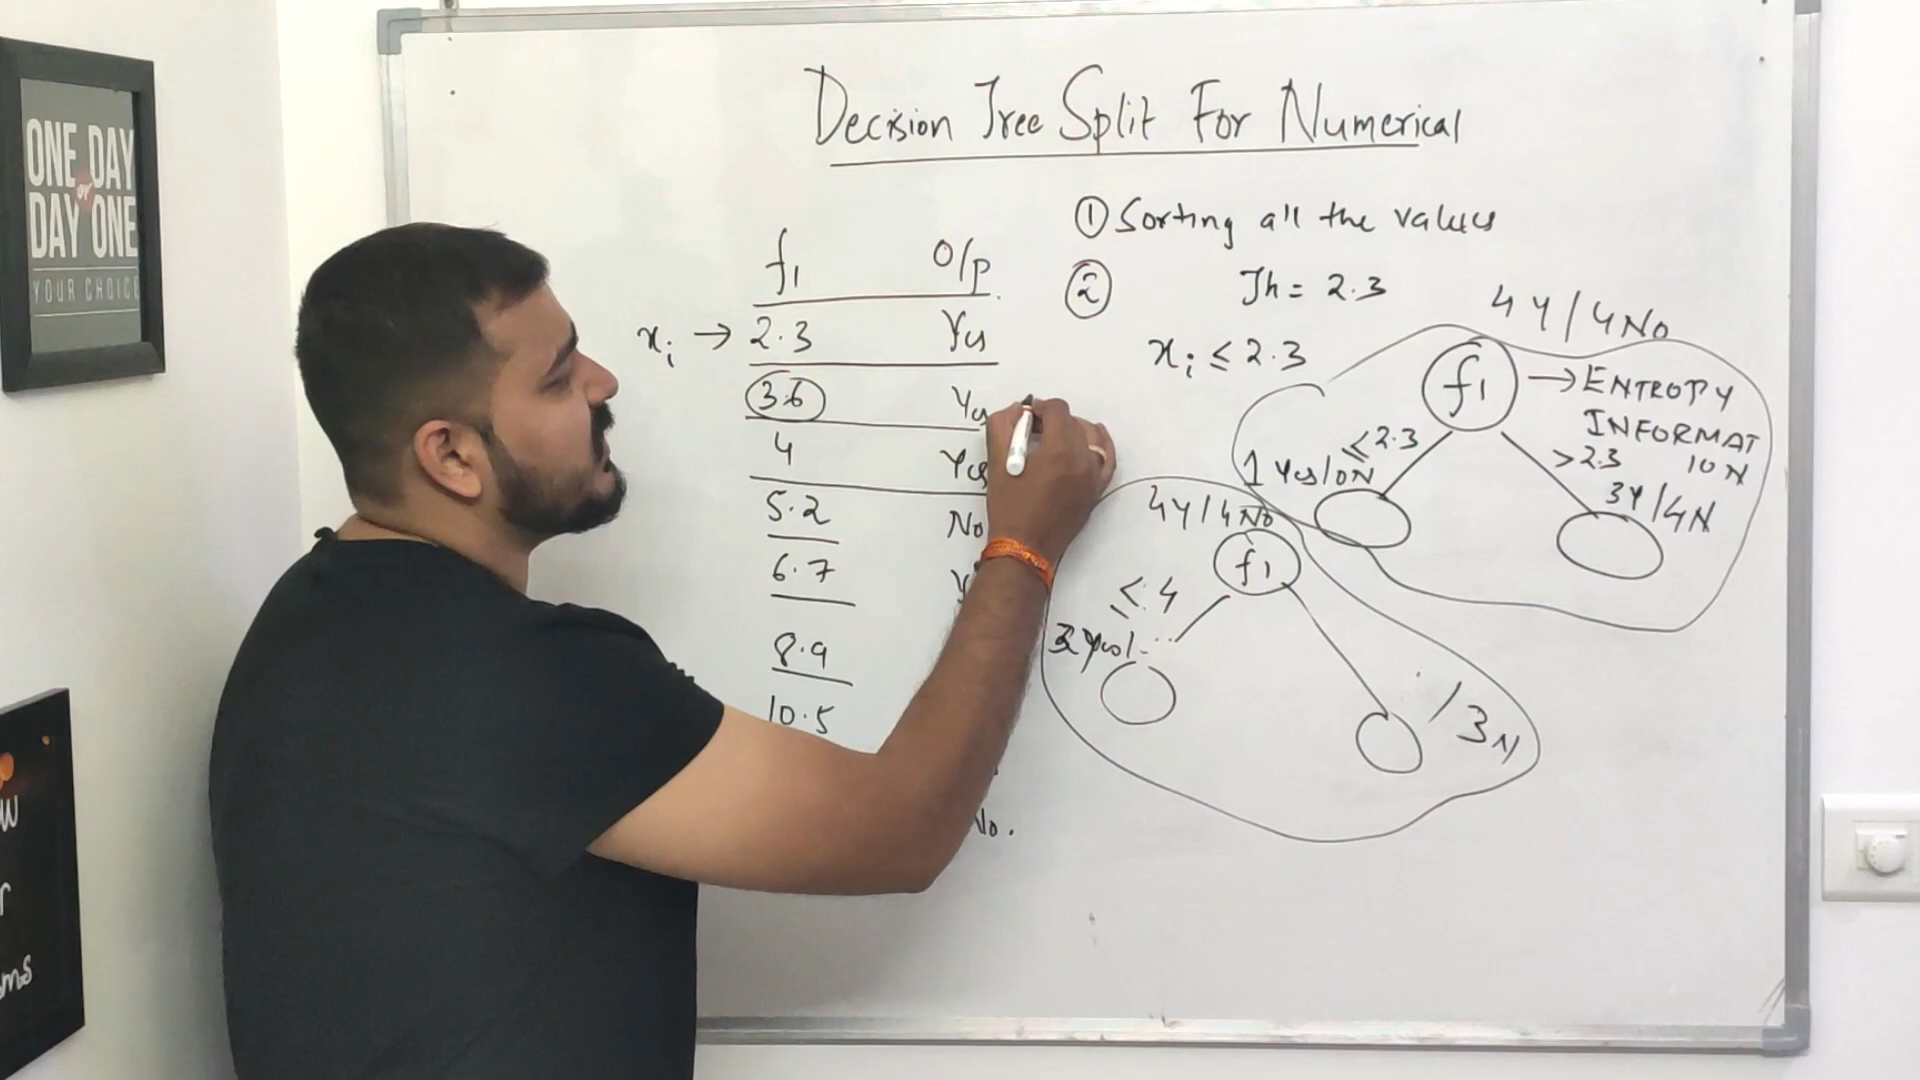 ONE DAY
or
DAY ONE
YOUR CHOICE
Decision Tree Split For Numerical
① Sorting all the values
② Th = 2.3
xi ≤ 2.3
f1 O/p
xi → 2.3 Yes
3.6 Yes
4 Yes
5.2 No
6.7 Y
8.9
10.5
No.
4Y/4No
f1 → ENTROPY
INFORMAT
ION
≤2.3
>2.3
1 Yes/0N
3Y/4N
4Y/4No
f1
≤ 4
/3N
w
r
ms